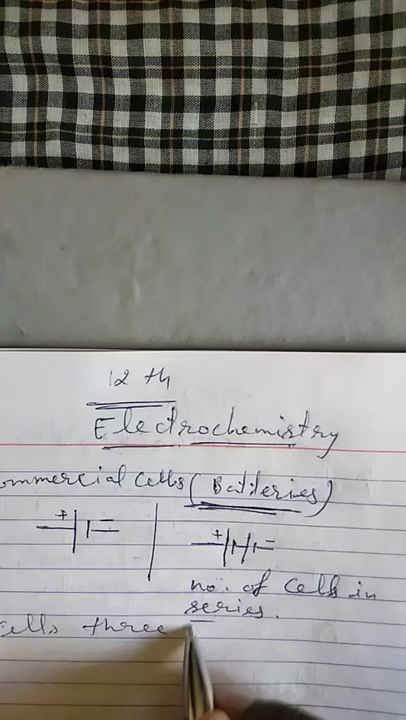 12 th
Electrochemistry
ommercial Cells (Batteries)
+ - + -
no. of Cells in
series.
ells three